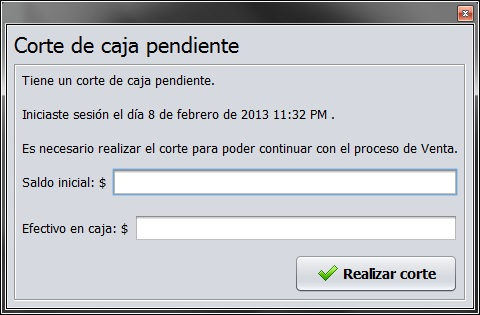 Corte de caja pendiente
Tiene un corte de caja pendiente.
Iniciaste sesión el día 8 de febrero de 2013 11:32 PM .
Es necesario realizar el corte para poder continuar con el proceso de Venta.
Saldo inicial: $
Efectivo en caja: $
Realizar corte